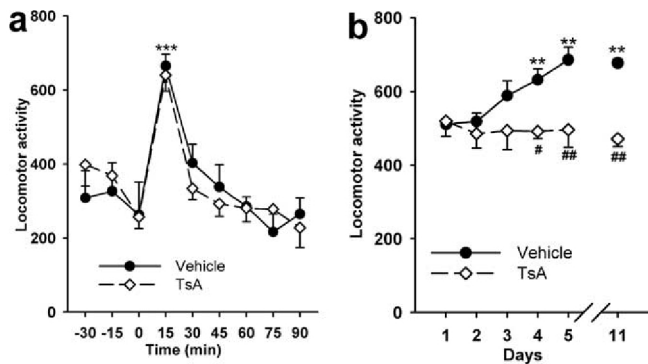 a
800
600
400
200
0
Locomotor activity
***
Vehicle
TsA
-30 -15 0 15 30 45 60 75 90
Time (min)
b
800
600
400
200
0
Locomotor activity
** ** **
# ## ##
Vehicle
TsA
1 2 3 4 5 11
Days